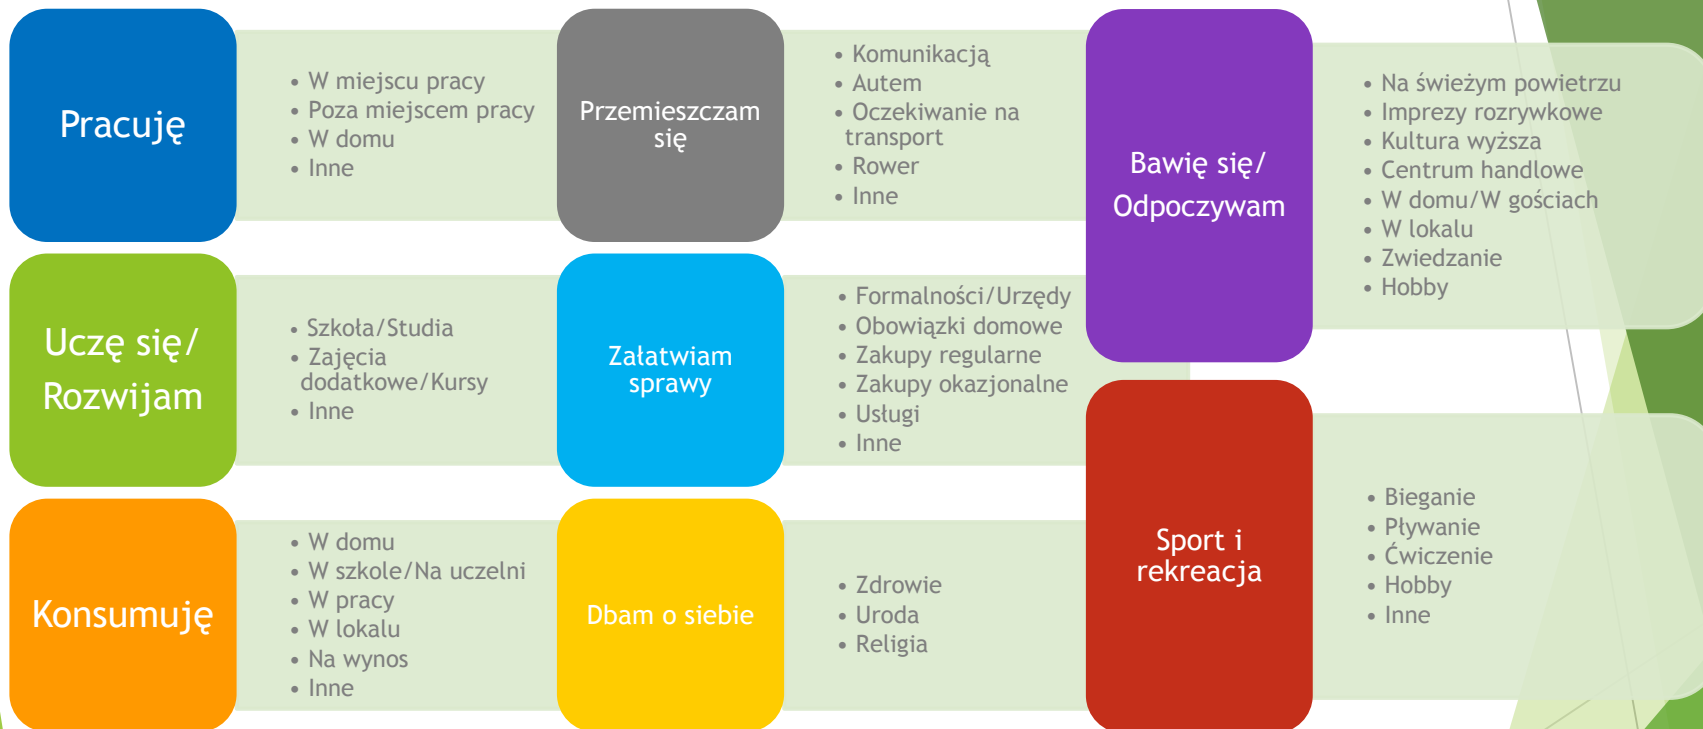 Pracuję
• W miejscu pracy
• Poza miejscem pracy
• W domu
• Inne
Uczę się/
Rozwijam
• Szkoła/Studia
• Zajęcia
dodatkowe/Kursy
• Inne
Konsumuję
• W domu
• W szkole/Na uczelni
• W pracy
• W lokalu
• Na wynos
• Inne
Przemieszczam
się
• Komunikacją
• Autem
• Oczekiwanie na
transport
• Rower
• Inne
Załatwiam
sprawy
• Formalności/Urzędy
• Obowiązki domowe
• Zakupy regularne
• Zakupy okazjonalne
• Usługi
• Inne
Dbam o siebie
• Zdrowie
• Uroda
• Religia
Bawię się/
Odpoczywam
• Na świeżym powietrzu
• Imprezy rozrywkowe
• Kultura wyższa
• Centrum handlowe
• W domu/W gościach
• W lokalu
• Zwiedzanie
• Hobby
Sport i
rekreacja
• Bieganie
• Pływanie
• Ćwiczenie
• Hobby
• Inne